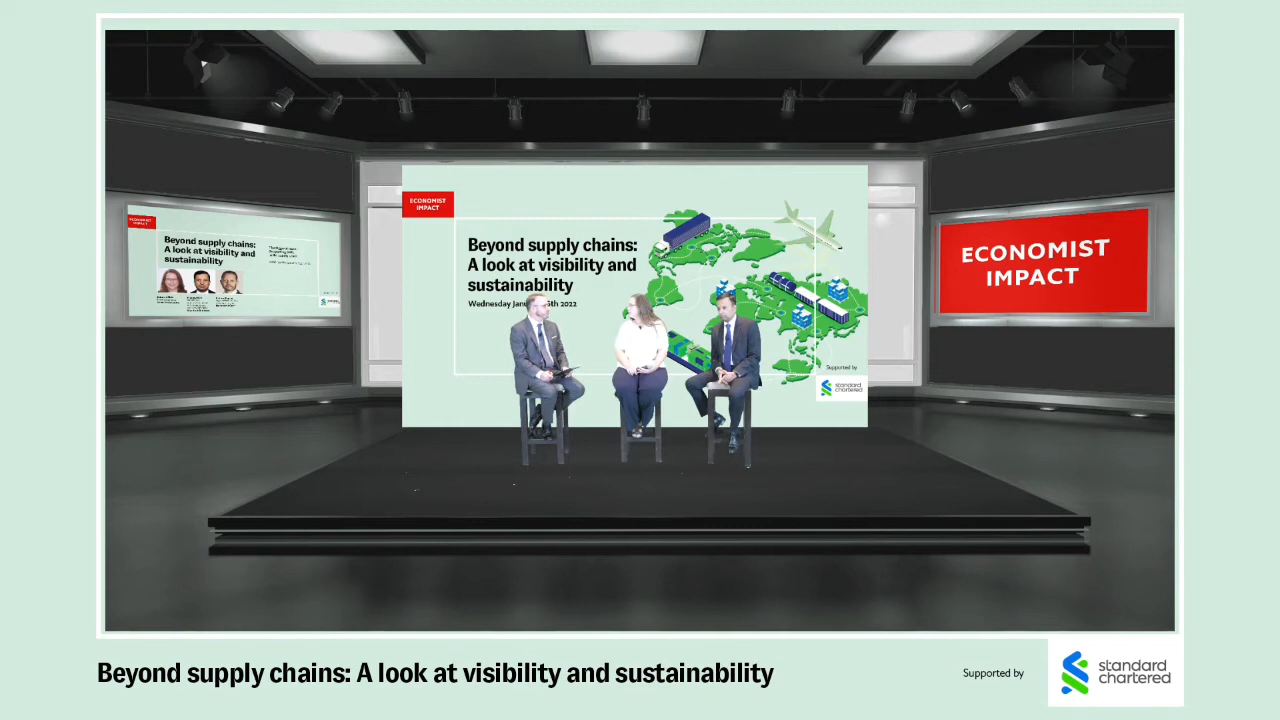 ECONOMIST
IMPACT
Beyond supply chains:
A look at visibility and
sustainability
ECONOMIST
IMPACT
Beyond supply chains:
A look at visibility and
sustainability
Wednesday
2022
Supported by
standard
chartered
ECONOMIST
IMPACT
Beyond supply chains: A look at visibility and sustainability
Supported by
standard
chartered